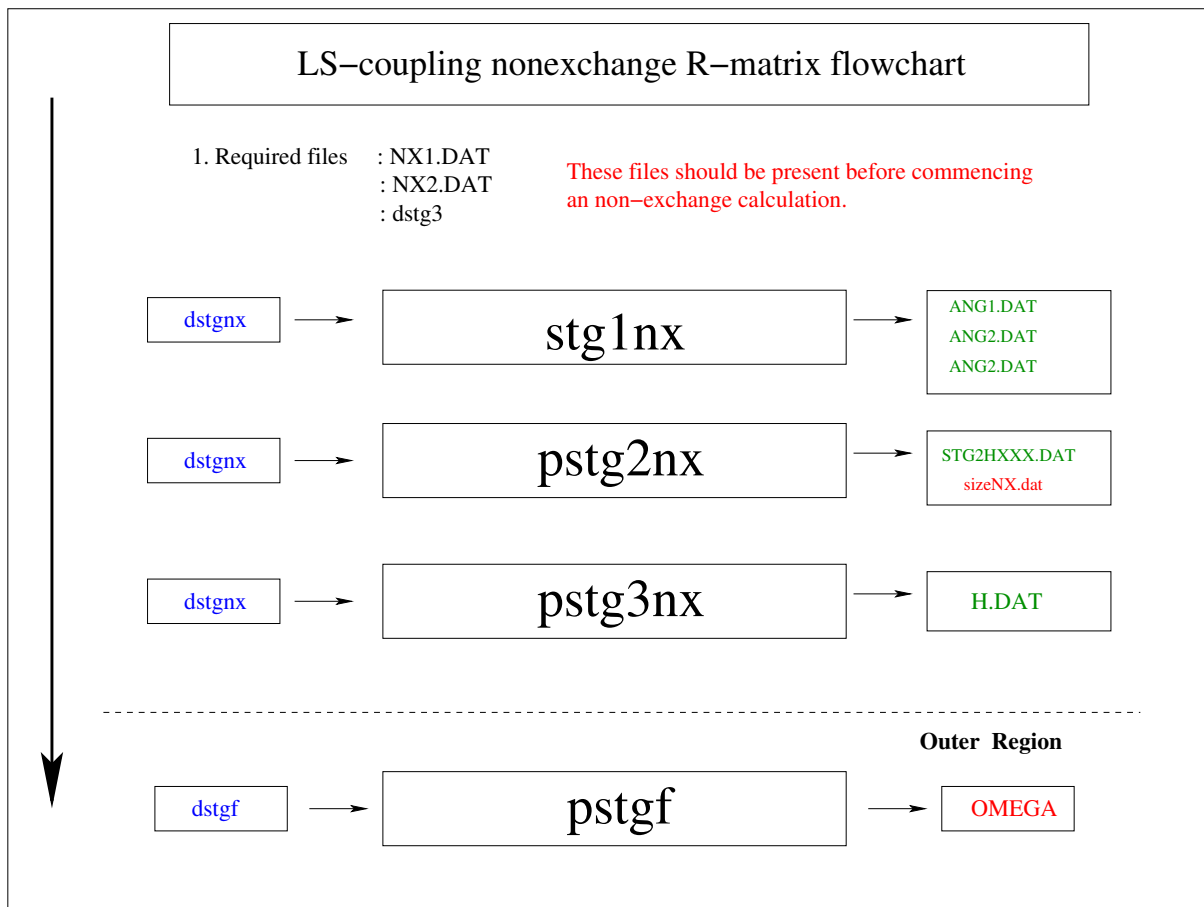 LS−coupling nonexchange R−matrix flowchart
1. Required files : NX1.DAT
: NX2.DAT
: dstg3
These files should be present before commencing
an non−exchange calculation.
dstgnx
stg1nx
ANG1.DAT
ANG2.DAT
ANG2.DAT
dstgnx
pstg2nx
STG2HXXX.DAT
sizeNX.dat
dstgnx
pstg3nx
H.DAT
Outer Region
dstgf
pstgf
OMEGA